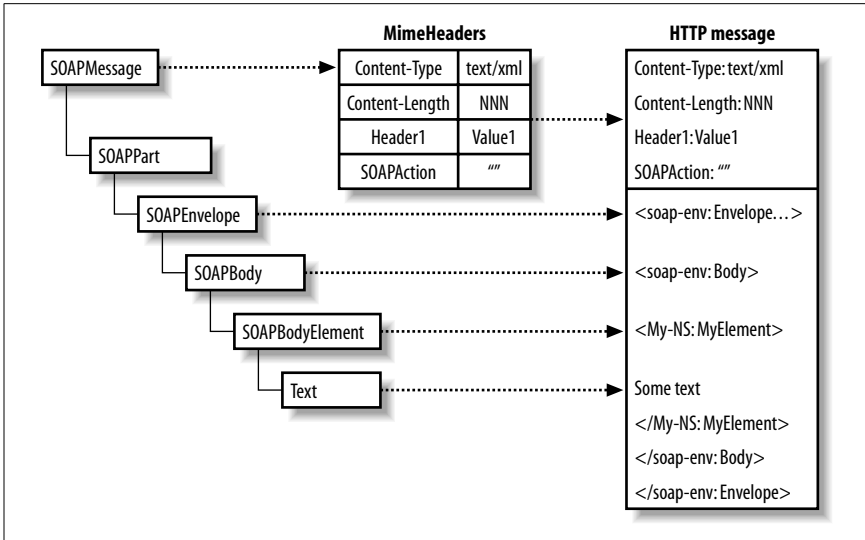 MimeHeaders
HTTP message
SOAPMessage
Content-Type text/xml
Content-Length NNN
Header1 Value1
SOAPAction “”
Content-Type: text/xml
Content-Length: NNN
Header1: Value1
SOAPAction: “”
SOAPPart
SOAPEnvelope
<soap-env: Envelope...>
SOAPBody
<soap-env: Body>
SOAPBodyElement
<My-NS: MyElement>
Text
Some text
</My-NS: MyElement>
</soap-env: Body>
</soap-env: Envelope>